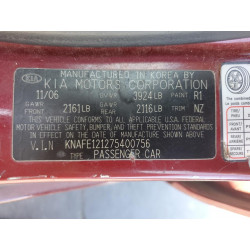 MANUFACTURED IN KOREA BY
KIA KIA MOTORS CORPORATION
11/06 GVWR 3924LB PAINT R1
GAWR FRONT 2161LB GAWR REAR 2116LB TRIM NZ
THIS VEHICLE CONFORMS TO ALL APPLICABLE U.S.A. FEDERAL
MOTOR VEHICLE SAFETY, BUMPER, AND THEFT PREVENTION STANDARDS
IN EFFECT ON THE DATE OF MANUFACTURE SHOWN ABOVE.
V.I.N KNAFE121275400756
TYPE PASSENGER CAR